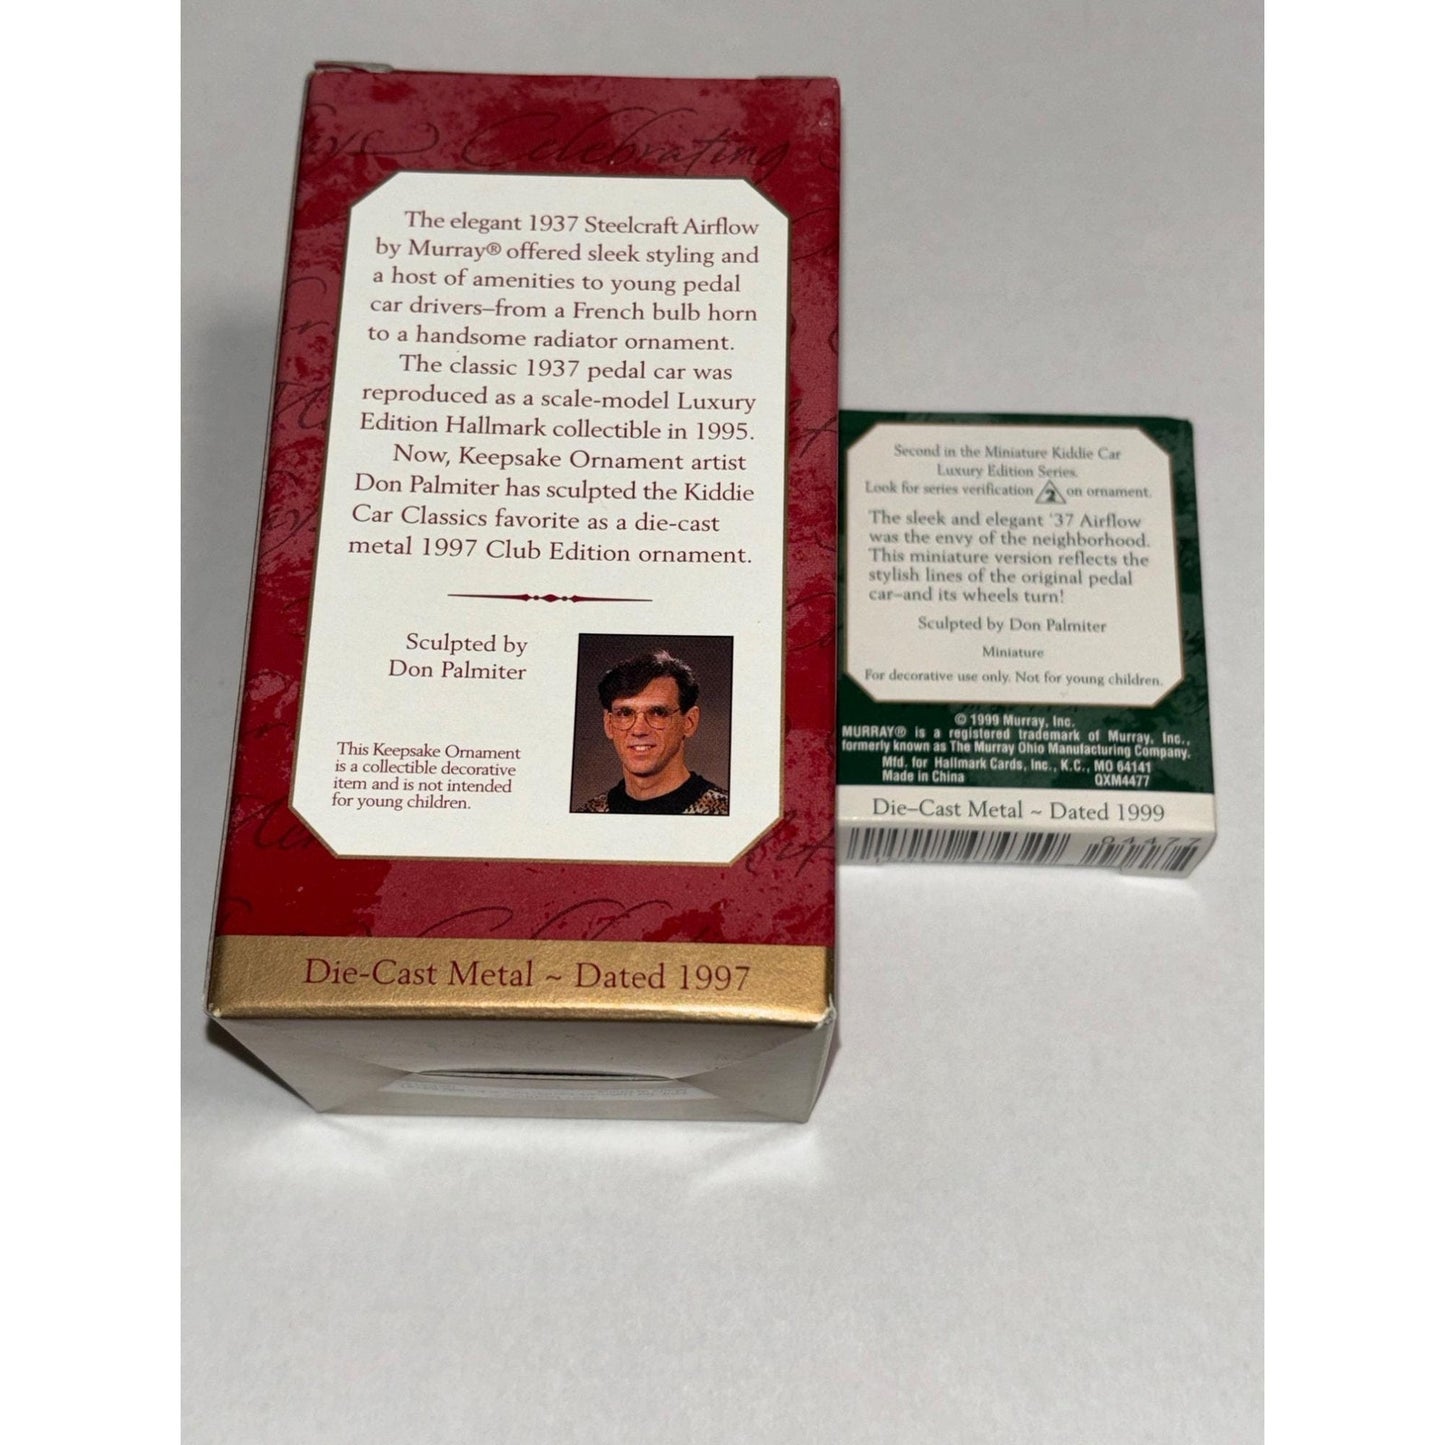 Celebrating
The elegant 1937 Steelcraft Airflow
by Murray® offered sleek styling and
a host of amenities to young pedal
car drivers–from a French bulb horn
to a handsome radiator ornament.
The classic 1937 pedal car was
reproduced as a scale-model Luxury
Edition Hallmark collectible in 1995.
Now, Keepsake Ornament artist
Don Palmiter has sculpted the Kiddie
Car Classics favorite as a die-cast
metal 1997 Club Edition ornament.
Sculpted by
Don Palmiter
This Keepsake Ornament
is a collectible decorative
item and is not intended
for young children.
Die-Cast Metal ~ Dated 1997
Second in the Miniature Kiddie Car
Luxury Edition Series.
Look for series verification 2 on ornament.
The sleek and elegant '37 Airflow
was the envy of the neighborhood.
This miniature version reflects the
stylish lines of the original pedal
car–and its wheels turn!
Sculpted by Don Palmiter
Miniature
For decorative use only. Not for young children.
© 1999 Murray, Inc.
MURRAY® is a registered trademark of Murray, Inc.,
formerly known as The Murray Ohio Manufacturing Company.
Mfd. for Hallmark Cards, Inc., K.C., MO 64141
Made in China QXM4477
Die–Cast Metal ~ Dated 1999
04477